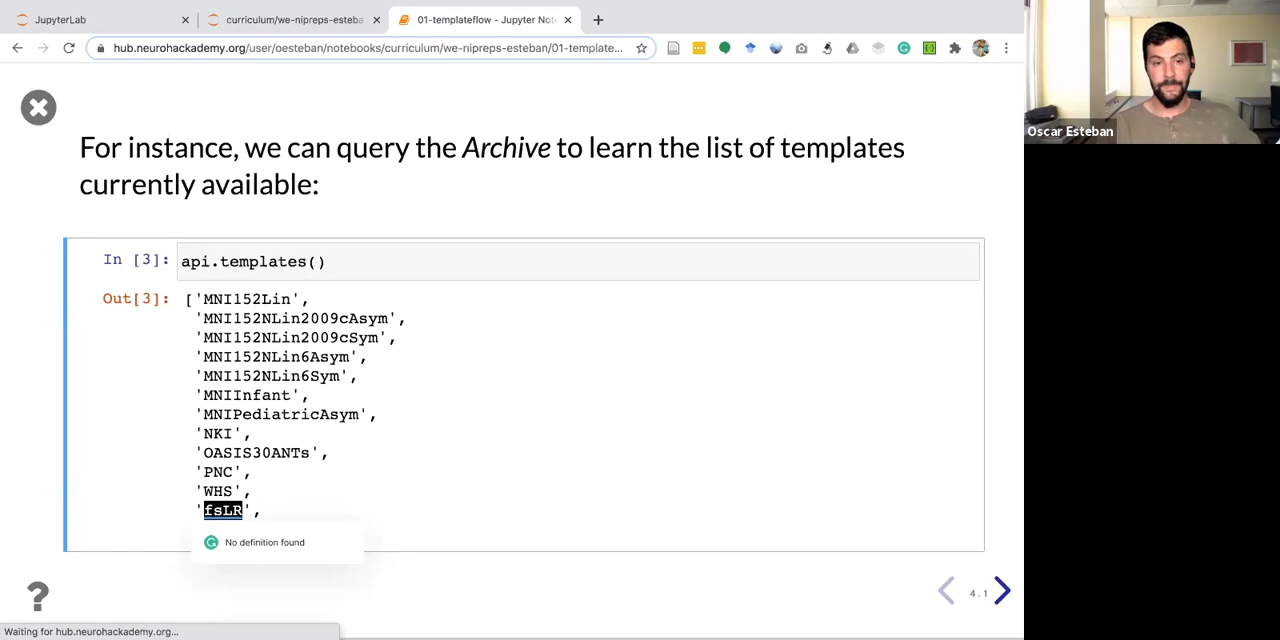 JupyterLab
curriculum/we-nipreps-esteba
01-templateflow - Jupyter Not
hub.neurohackademy.org/user/oesteban/notebooks/curriculum/we-nipreps-esteban/01-template...
Oscar Esteban
For instance, we can query the Archive to learn the list of templates
currently available:
In [3]: api.templates()
Out[3]: ['MNI152Lin',
'MNI152NLin2009cAsym',
'MNI152NLin2009cSym',
'MNI152NLin6Asym',
'MNI152NLin6Sym',
'MNIInfant',
'MNIPediatricAsym',
'NKI',
'OASIS30ANTs',
'PNC',
'WHS',
'fsLR',
No definition found
4.1
?
Waiting for hub.neurohackademy.org...